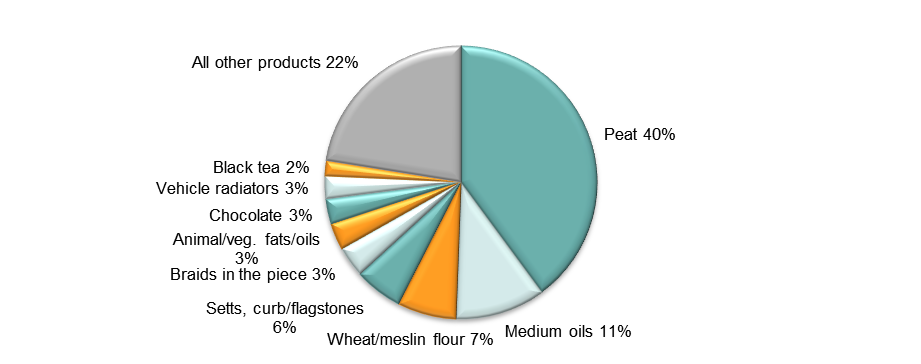 All other products 22%
Peat 40%
Black tea 2%
Vehicle radiators 3%
Chocolate 3%
Animal/veg. fats/oils
3%
Braids in the piece 3%
Setts, curb/flagstones
6%
Wheat/meslin flour 7%
Medium oils 11%